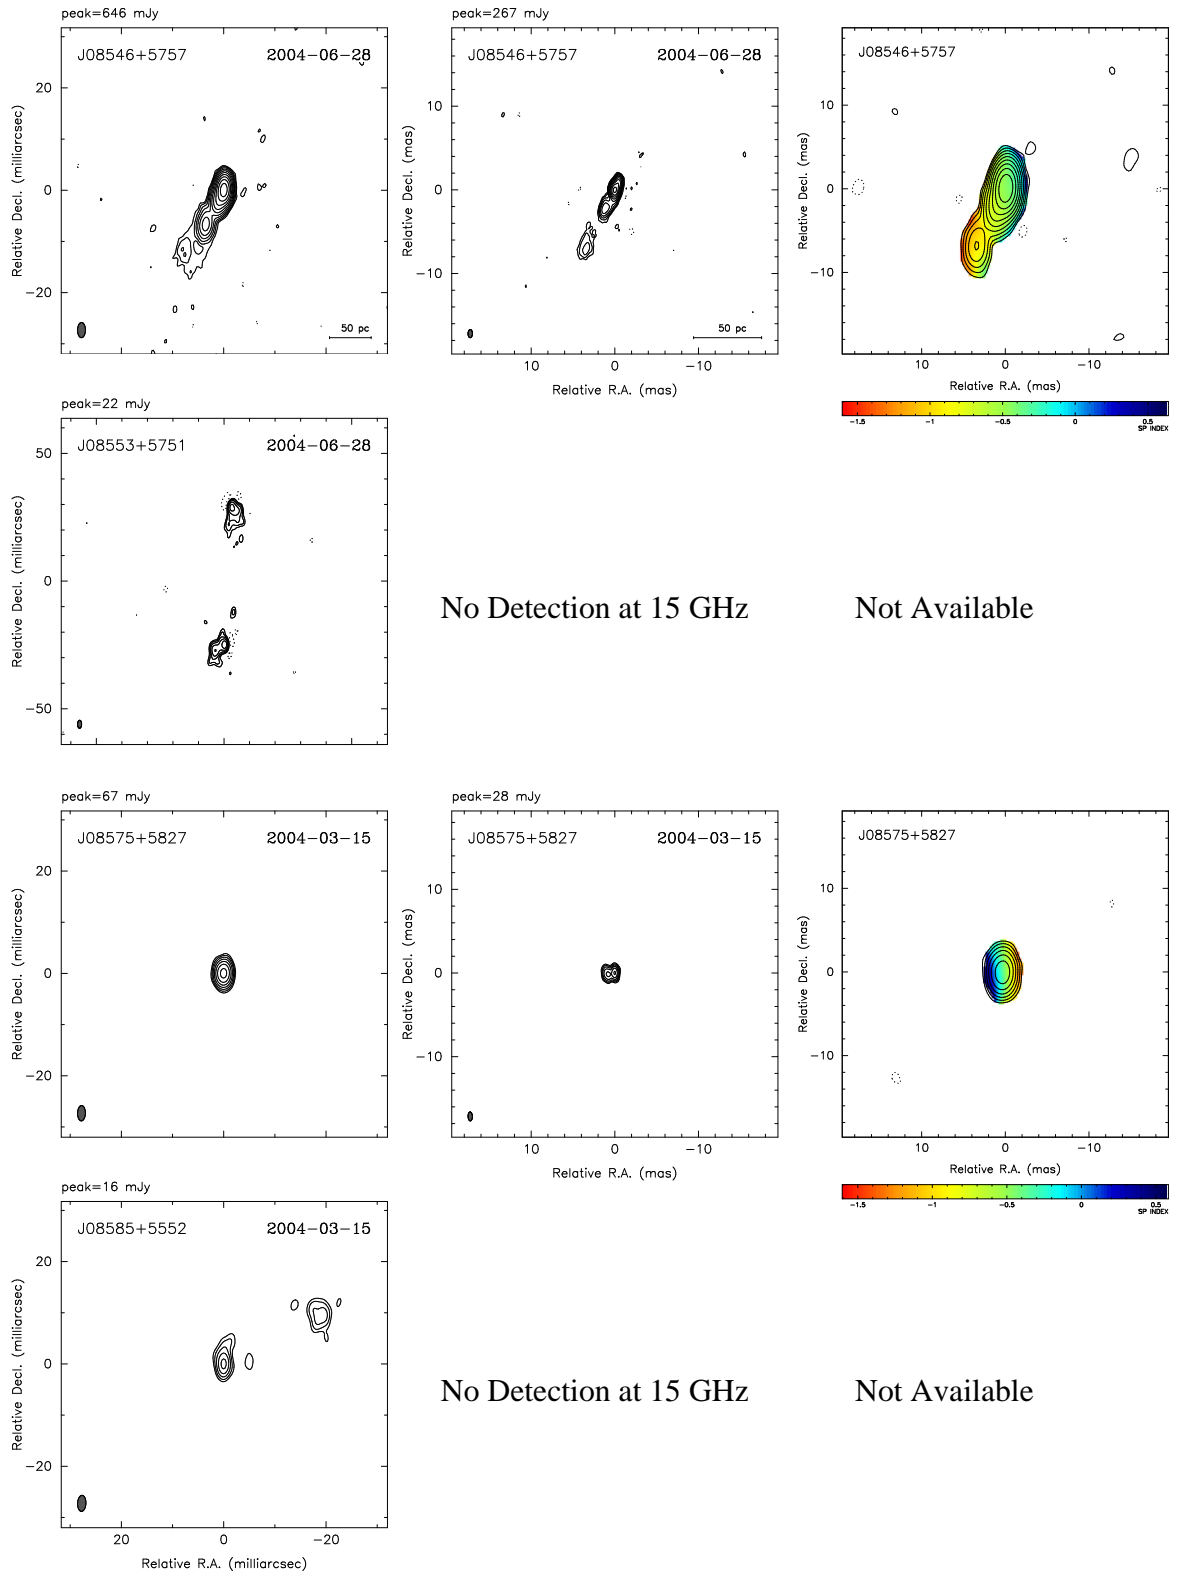 peak=646 mJy
J08546+5757 2004-06-28
20
0
-20
Relative Decl. (milliarcsec)
50 pc
peak=267 mJy
J08546+5757 2004-06-28
10
0
-10
Relative Decl. (mas)
50 pc
10 0 -10
Relative R.A. (mas)
J08546+5757
10
0
-10
Relative Decl. (mas)
10 0 -10
Relative R.A. (mas)
-1.5 -1 -0.5 0 0.5
SP INDEX
peak=22 mJy
J08553+5751 2004-06-28
50
0
-50
Relative Decl. (milliarcsec)
No Detection at 15 GHz
Not Available
peak=67 mJy
J08575+5827 2004-03-15
20
0
-20
Relative Decl. (milliarcsec)
peak=28 mJy
J08575+5827 2004-03-15
10
0
-10
Relative Decl. (mas)
10 0 -10
Relative R.A. (mas)
J08575+5827
10
0
-10
Relative Decl. (mas)
10 0 -10
Relative R.A. (mas)
-1.5 -1 -0.5 0 0.5
SP INDEX
peak=16 mJy
J08585+5552 2004-03-15
20
0
-20
Relative Decl. (milliarcsec)
20 0 -20
Relative R.A. (milliarcsec)
No Detection at 15 GHz
Not Available